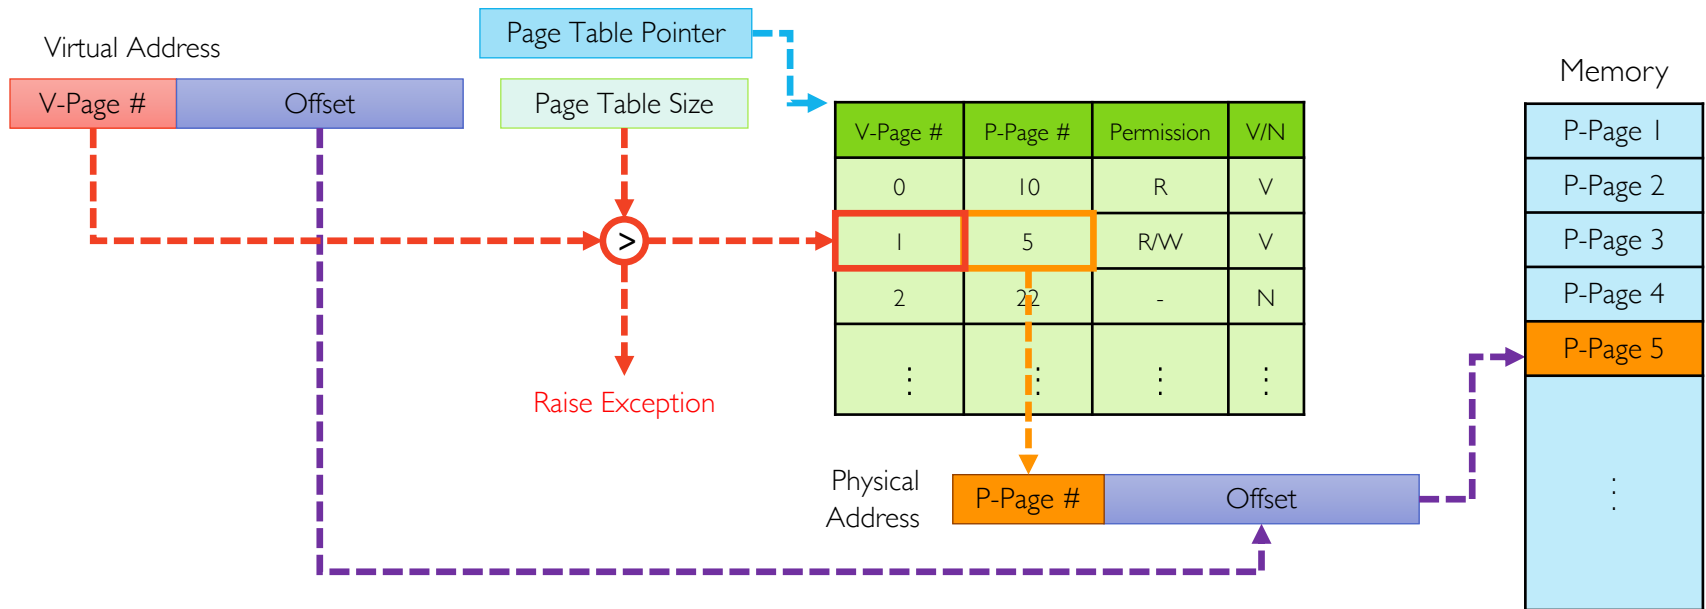 Virtual Address
V-Page #
Offset
Page Table Pointer
Page Table Size
>
Raise Exception
V-Page # P-Page # Permission V/N
0 10 R V
1 5 R/W V
2 22 - N
⋮ ⋮ ⋮ ⋮
Physical
Address
P-Page #
Offset
Memory
P-Page 1
P-Page 2
P-Page 3
P-Page 4
P-Page 5
⋮